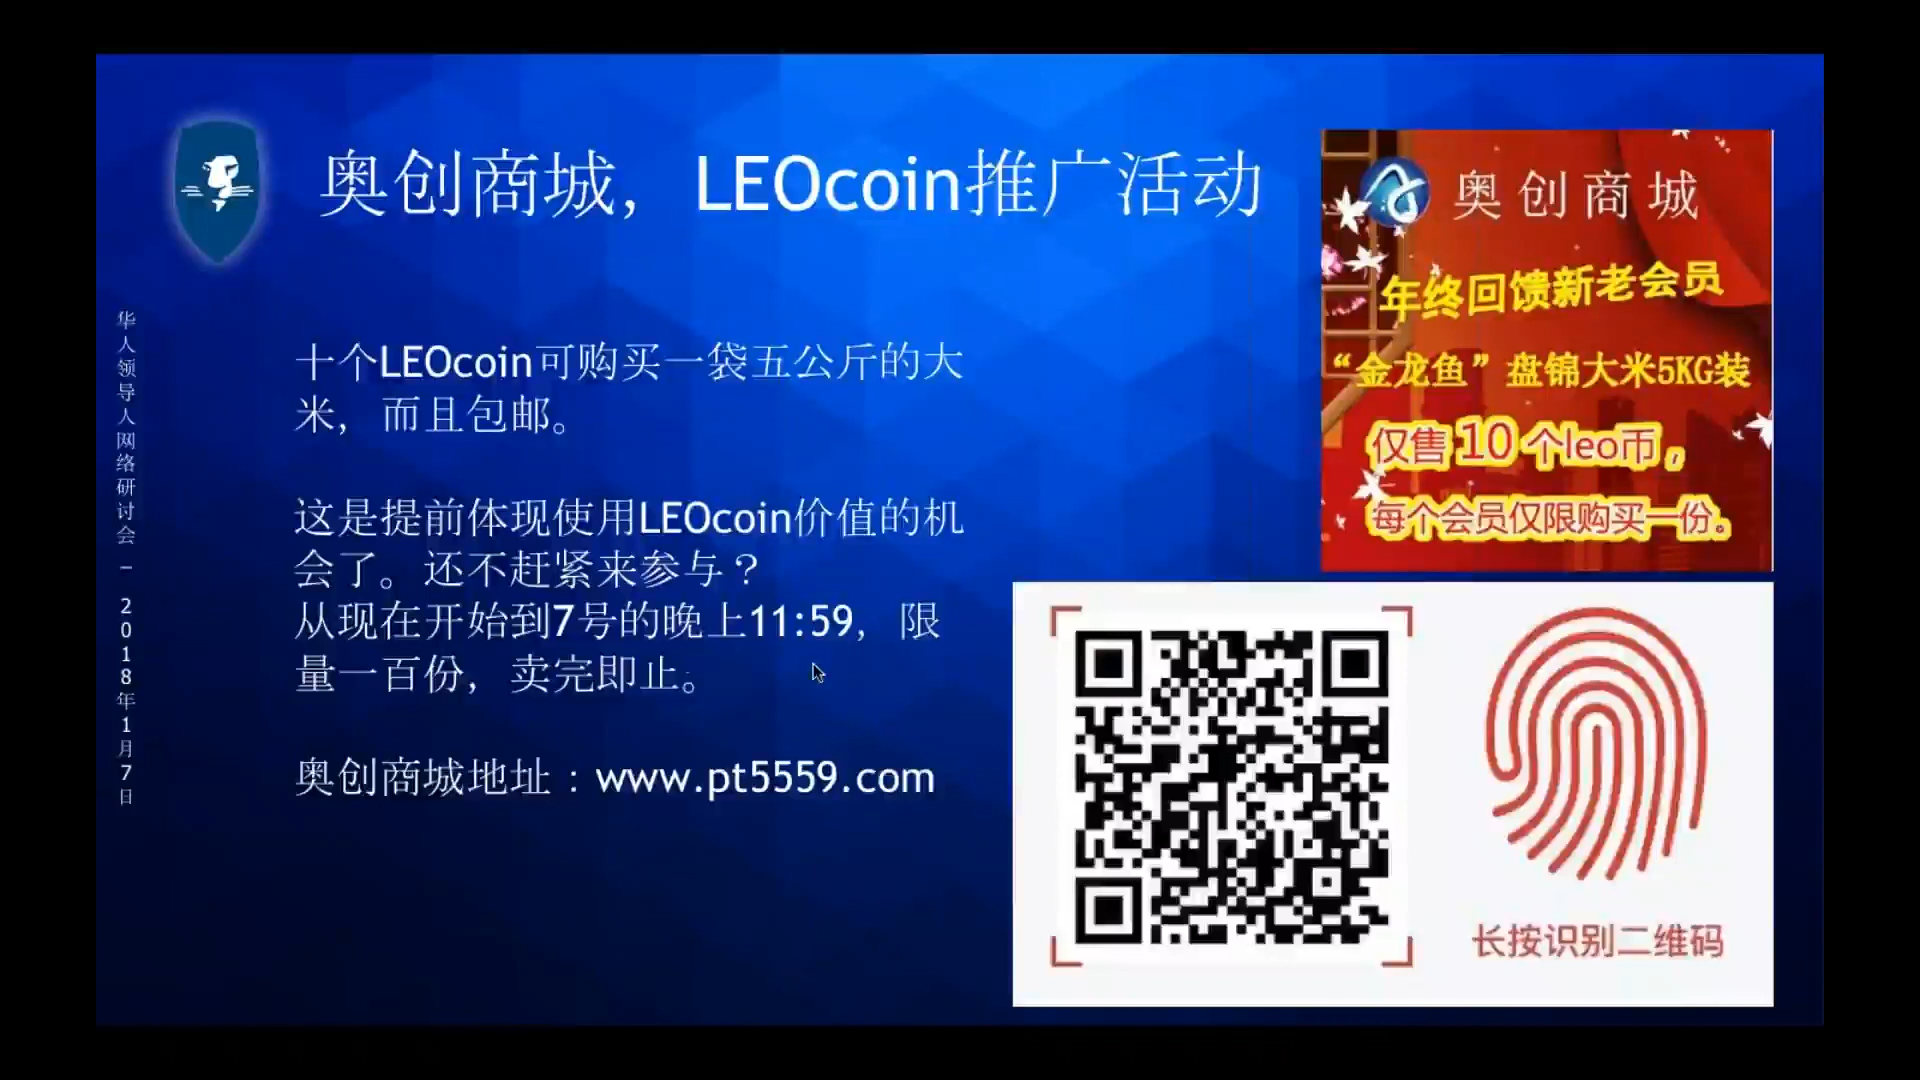 奥创商城，LEOcoin推广活动
十个LEOcoin可购买一袋五公斤的大
米，而且包邮。
这是提前体现使用LEOcoin价值的机
会了。还不赶紧来参与？
从现在开始到7号的晚上11:59，限
量一百份，卖完即止。
奥创商城地址：www.pt5559.com
华人领导人网络研讨会 – 2018年1月7日
奥创商城
年终回馈新老会员
“金龙鱼”盘锦大米5KG装
仅售10个leo币，
每个会员仅限购买一份。
长按识别二维码